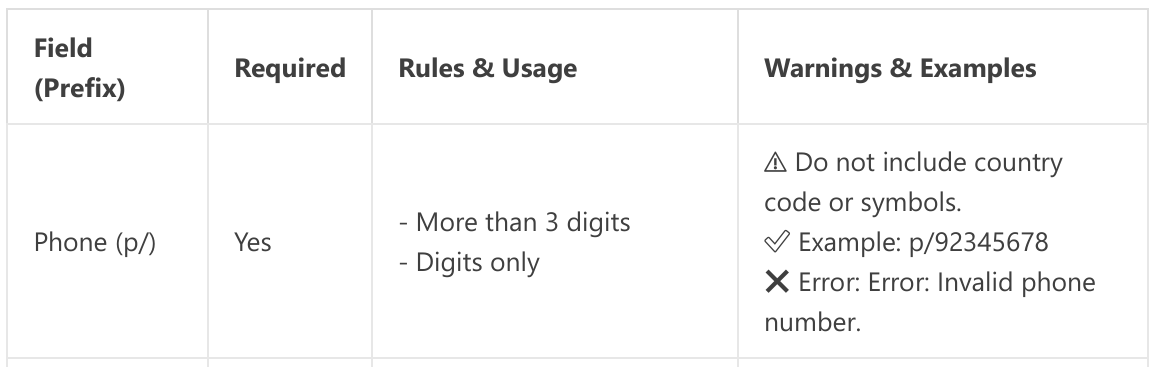 Field
(Prefix)
Required
Rules & Usage
Warnings & Examples
Phone (p/)
Yes
- More than 3 digits
- Digits only
⚠ Do not include country
code or symbols.
✅ Example: p/92345678
❌ Error: Error: Invalid phone
number.